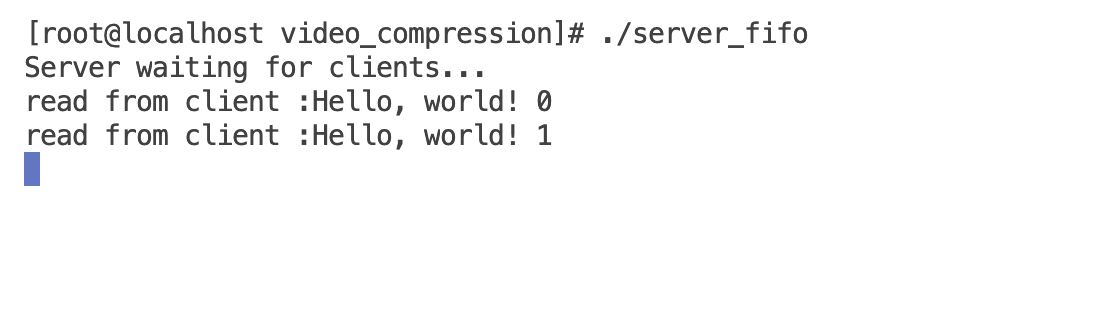 [root@localhost video_compression]# ./server_fifo
Server waiting for clients...
read from client :Hello, world! 0
read from client :Hello, world! 1